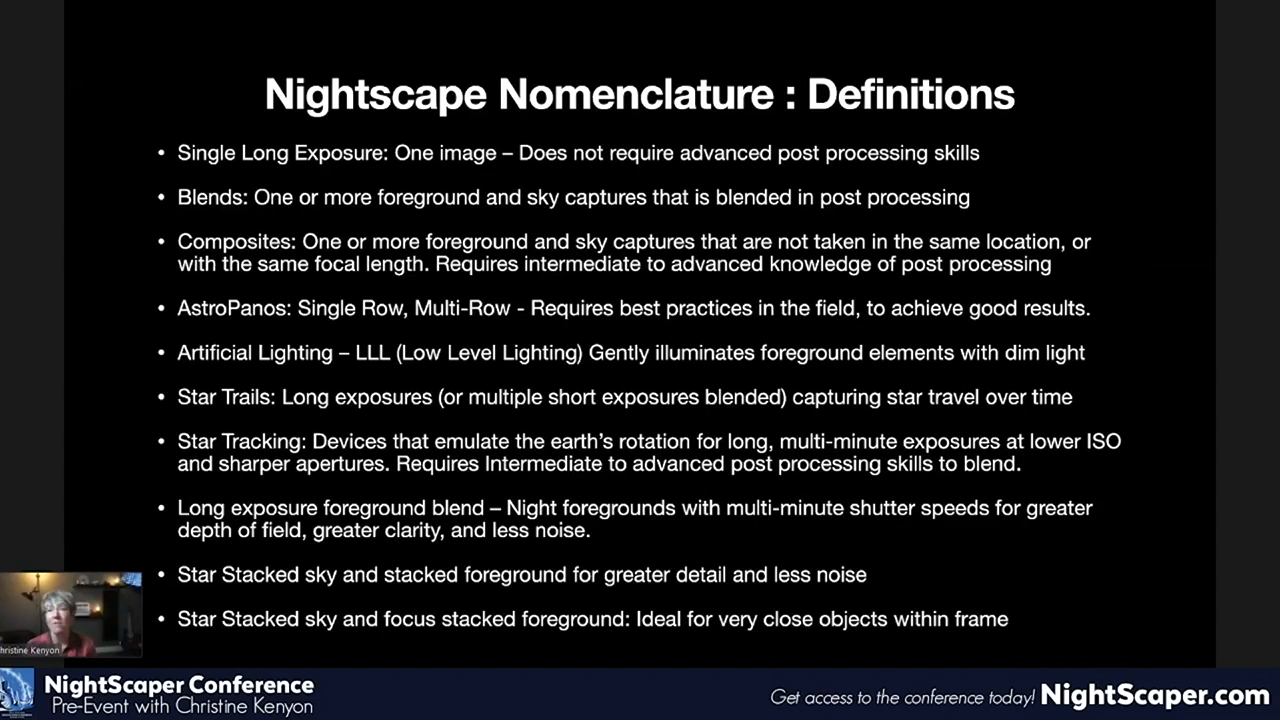 Nightscape Nomenclature : Definitions
• Single Long Exposure: One image – Does not require advanced post processing skills
• Blends: One or more foreground and sky captures that is blended in post processing
• Composites: One or more foreground and sky captures that are not taken in the same location, or
with the same focal length. Requires intermediate to advanced knowledge of post processing
• AstroPanos: Single Row, Multi-Row - Requires best practices in the field, to achieve good results.
• Artificial Lighting – LLL (Low Level Lighting) Gently illuminates foreground elements with dim light
• Star Trails: Long exposures (or multiple short exposures blended) capturing star travel over time
• Star Tracking: Devices that emulate the earth’s rotation for long, multi-minute exposures at lower ISO
and sharper apertures. Requires Intermediate to advanced post processing skills to blend.
• Long exposure foreground blend – Night foregrounds with multi-minute shutter speeds for greater
depth of field, greater clarity, and less noise.
• Star Stacked sky and stacked foreground for greater detail and less noise
• Star Stacked sky and focus stacked foreground: Ideal for very close objects within frame
hristine Kenyon
NightScaper Conference
Pre-Event with Christine Kenyon
Get access to the conference today! NightScaper.com